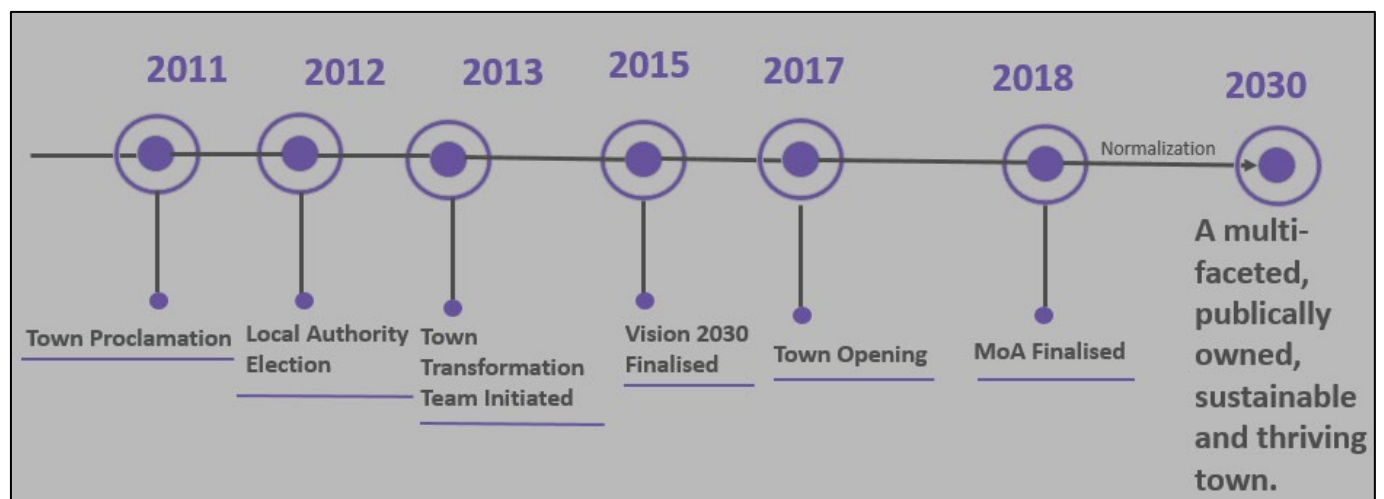 2011
2012
2013
2015
2017
2018
2030
Normalization
Town Proclamation
Local Authority
Election
Town
Transformation
Team Initiated
Vision 2030
Finalised
Town Opening
MoA Finalised
A multi-
faceted,
publically
owned,
sustainable
and thriving
town.